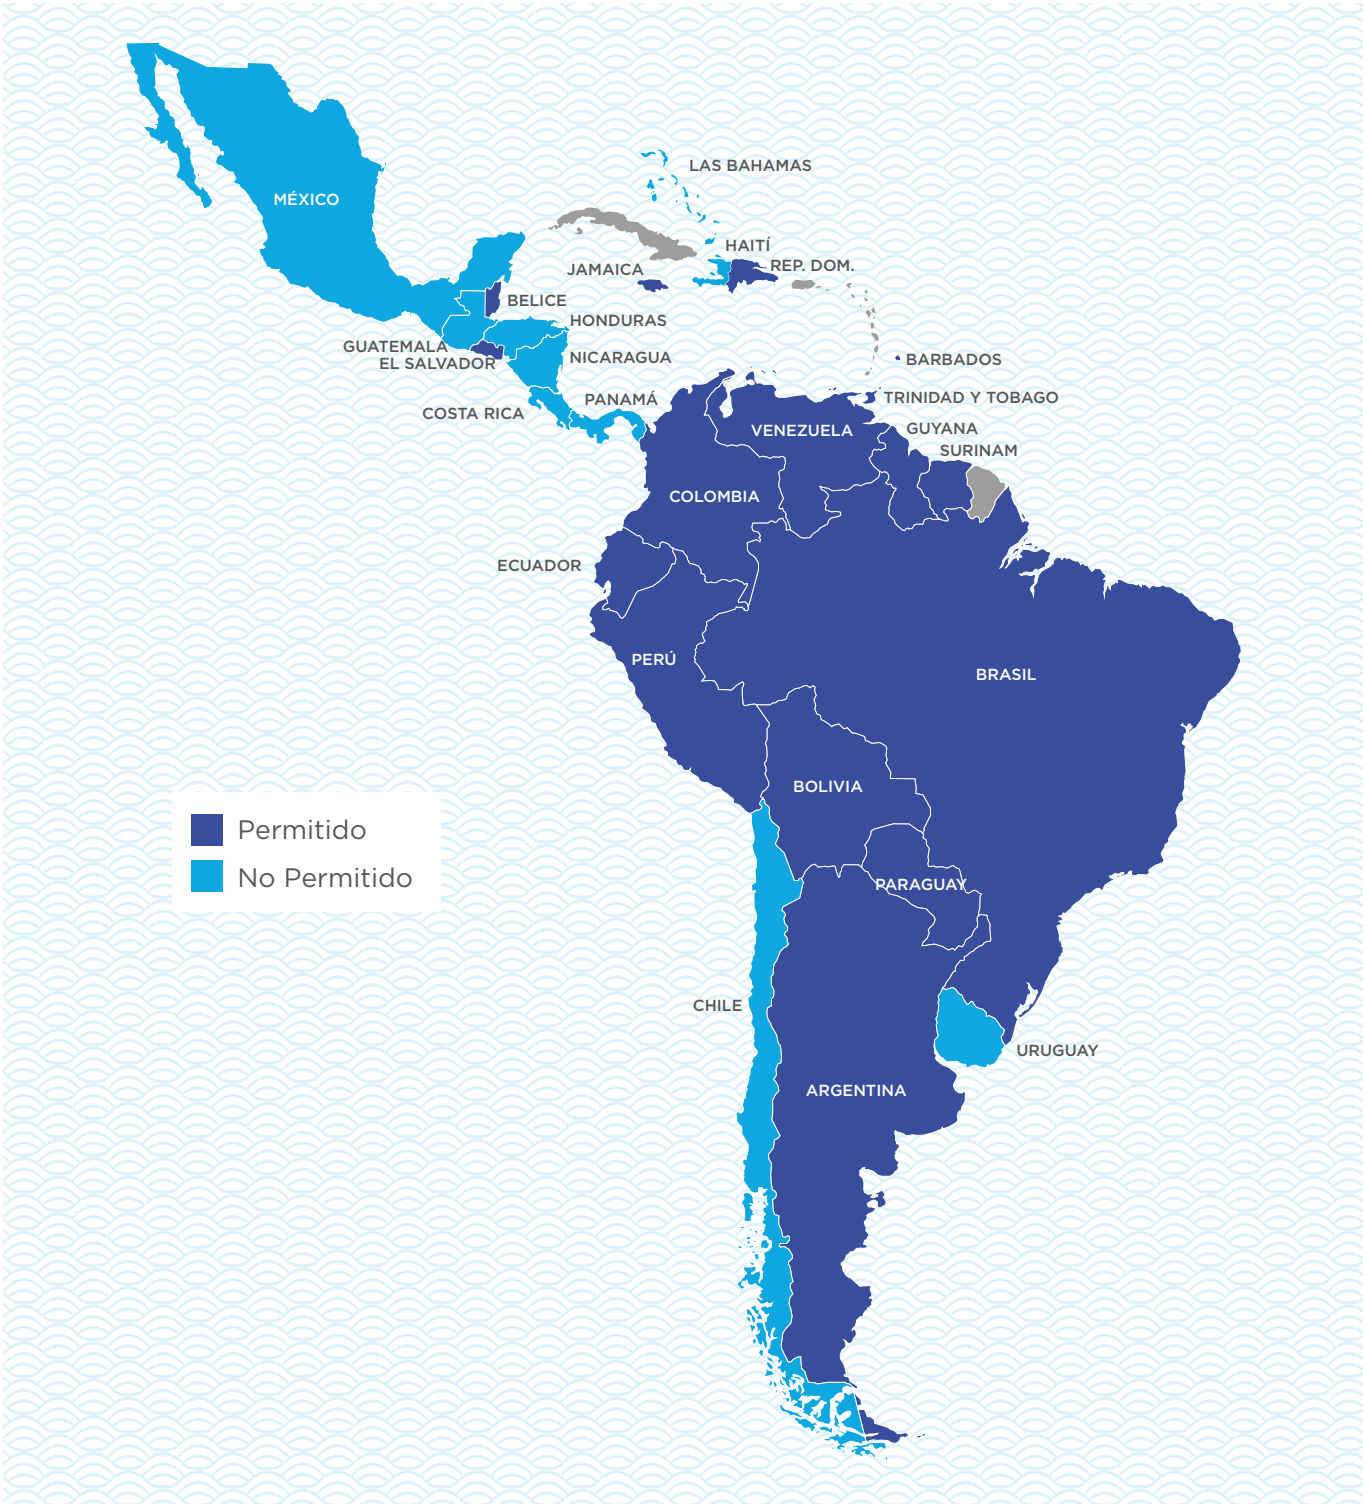 LAS BAHAMAS
MÉXICO
HAITÍ
REP. DOM.
JAMAICA
BELICE
HONDURAS
GUATEMALA
EL SALVADOR
NICARAGUA
BARBADOS
PANAMÁ
TRINIDAD Y TOBAGO
COSTA RICA
VENEZUELA
GUYANA
SURINAM
COLOMBIA
ECUADOR
PERÚ
BRASIL
BOLIVIA
Permitido
No Permitido
PARAGUAY
CHILE
URUGUAY
ARGENTINA